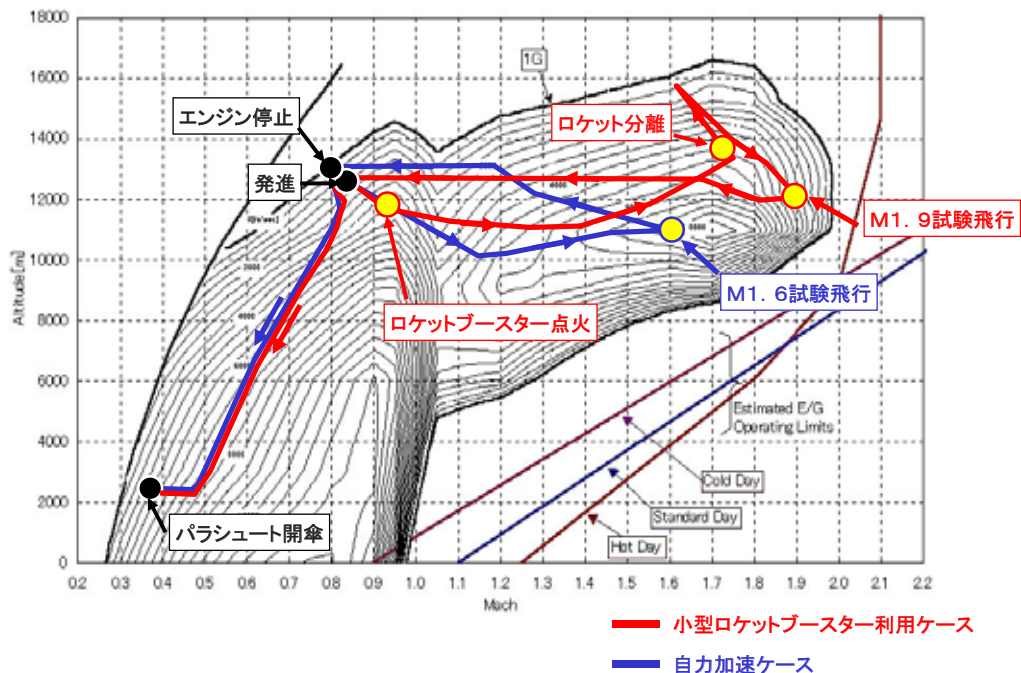 18000
16000
14000
12000
10000
8000
6000
4000
2000
0
Altitude[m]
0.2 0.3 0.4 0.5 0.6 0.7 0.8 0.9 1.0 1.1 1.2 1.3 1.4 1.5 1.6 1.7 1.8 1.9 2.0 2.1 2.2
Mach
1G
エンジン停止
発進
ロケット分離
M1.9試験飛行
M1.6試験飛行
ロケットブースター点火
パラシュート開傘
Estimated E/G
Operating Limits
Cold Day
Standard Day
Hot Day
小型ロケットブースター利用ケース
自力加速ケース